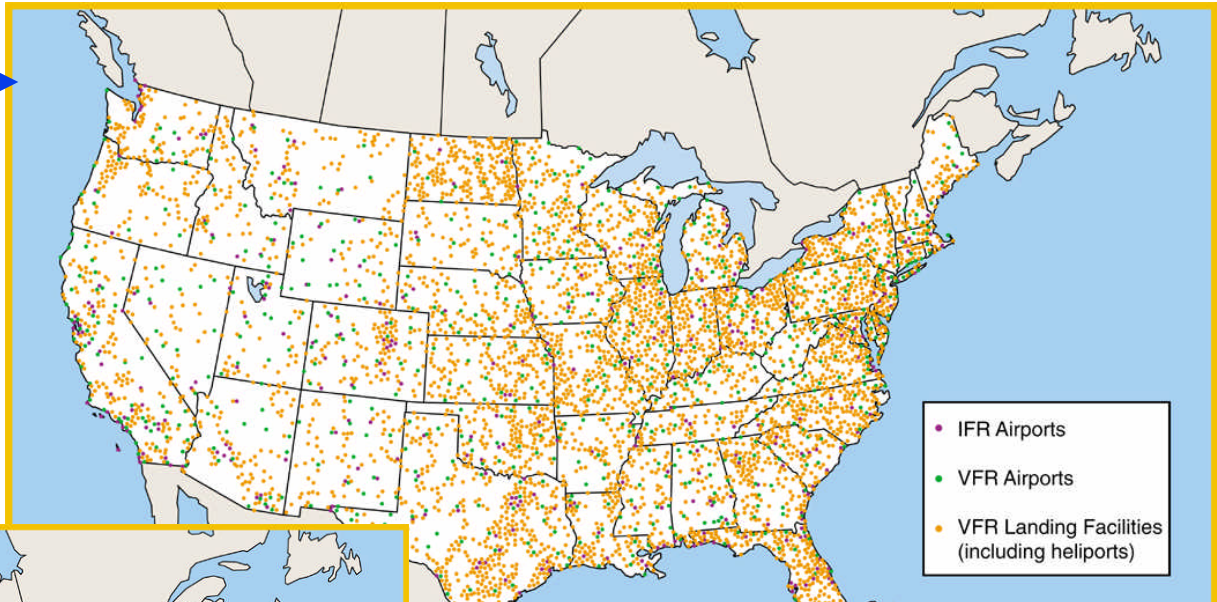 IFR Airports
VFR Airports
VFR Landing Facilities
(including heliports)